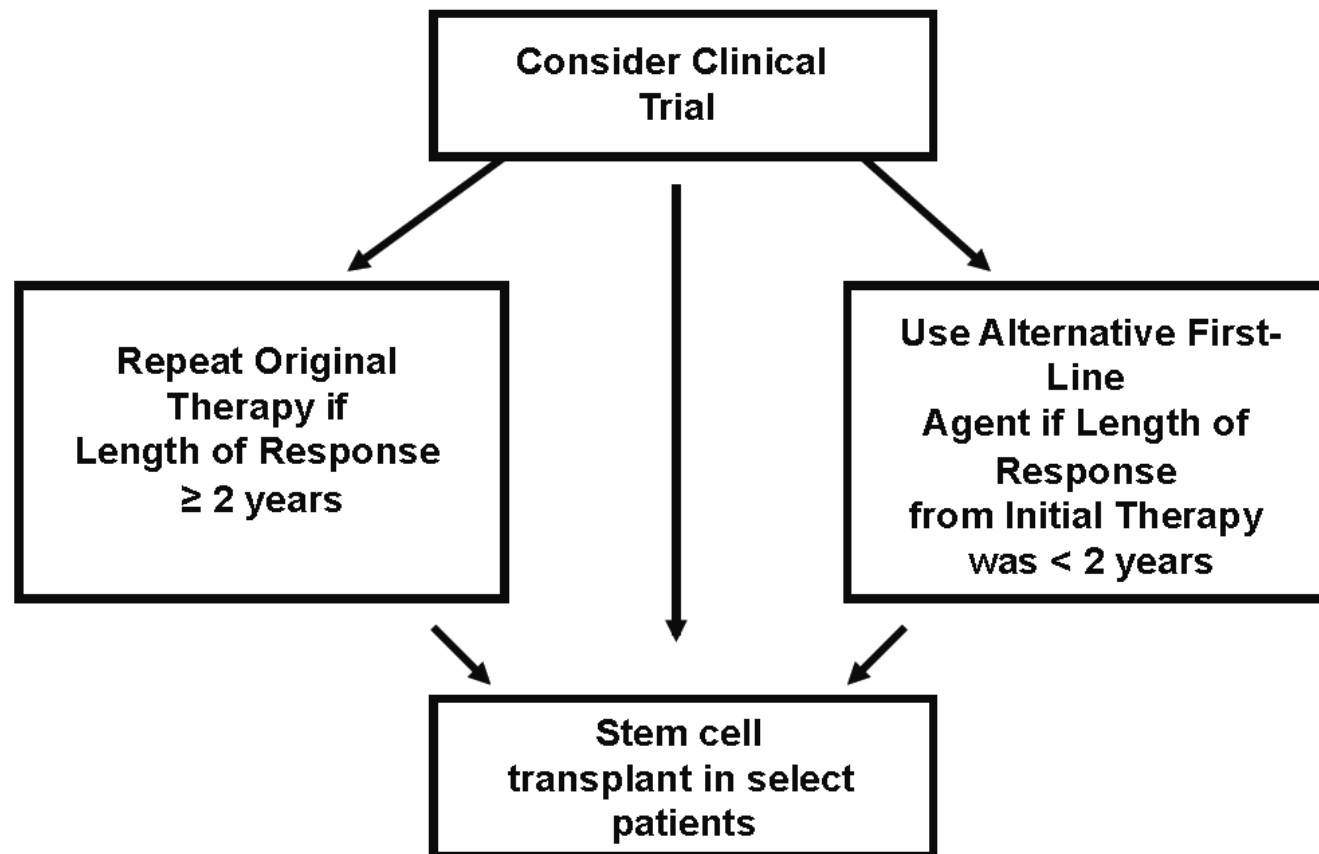 Consider Clinical
Trial
Repeat Original
Therapy if
Length of Response
≥ 2 years
Use Alternative First-
Line
Agent if Length of
Response
from Initial Therapy
was < 2 years
Stem cell
transplant in select
patients